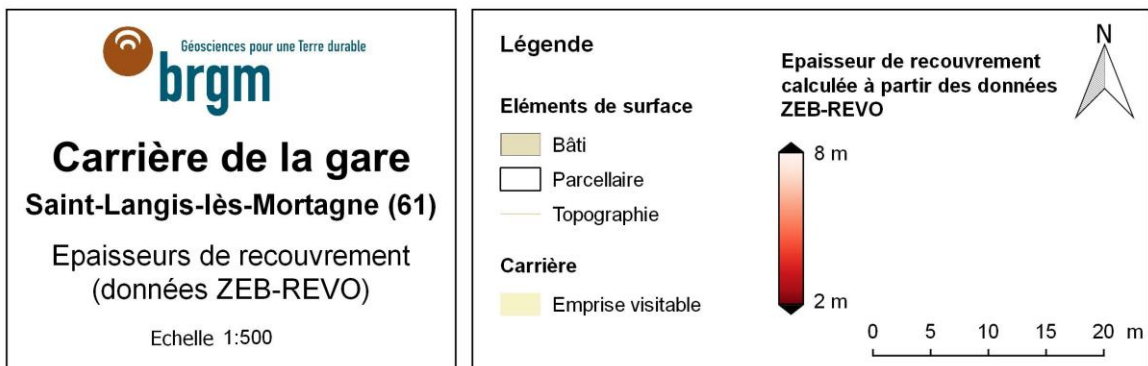 Géosciences pour une Terre durable
brgm
Carrière de la gare
Saint-Langis-lès-Mortagne (61)
Epaisseurs de recouvrement
(données ZEB-REVO)
Echelle 1:500
Légende
Eléments de surface
Bâti
Parcellaire
Topographie
Carrière
Emprise visitable
Epaisseur de recouvrement
calculée à partir des données
ZEB-REVO
8 m
2 m
N
0 5 10 15 20 m